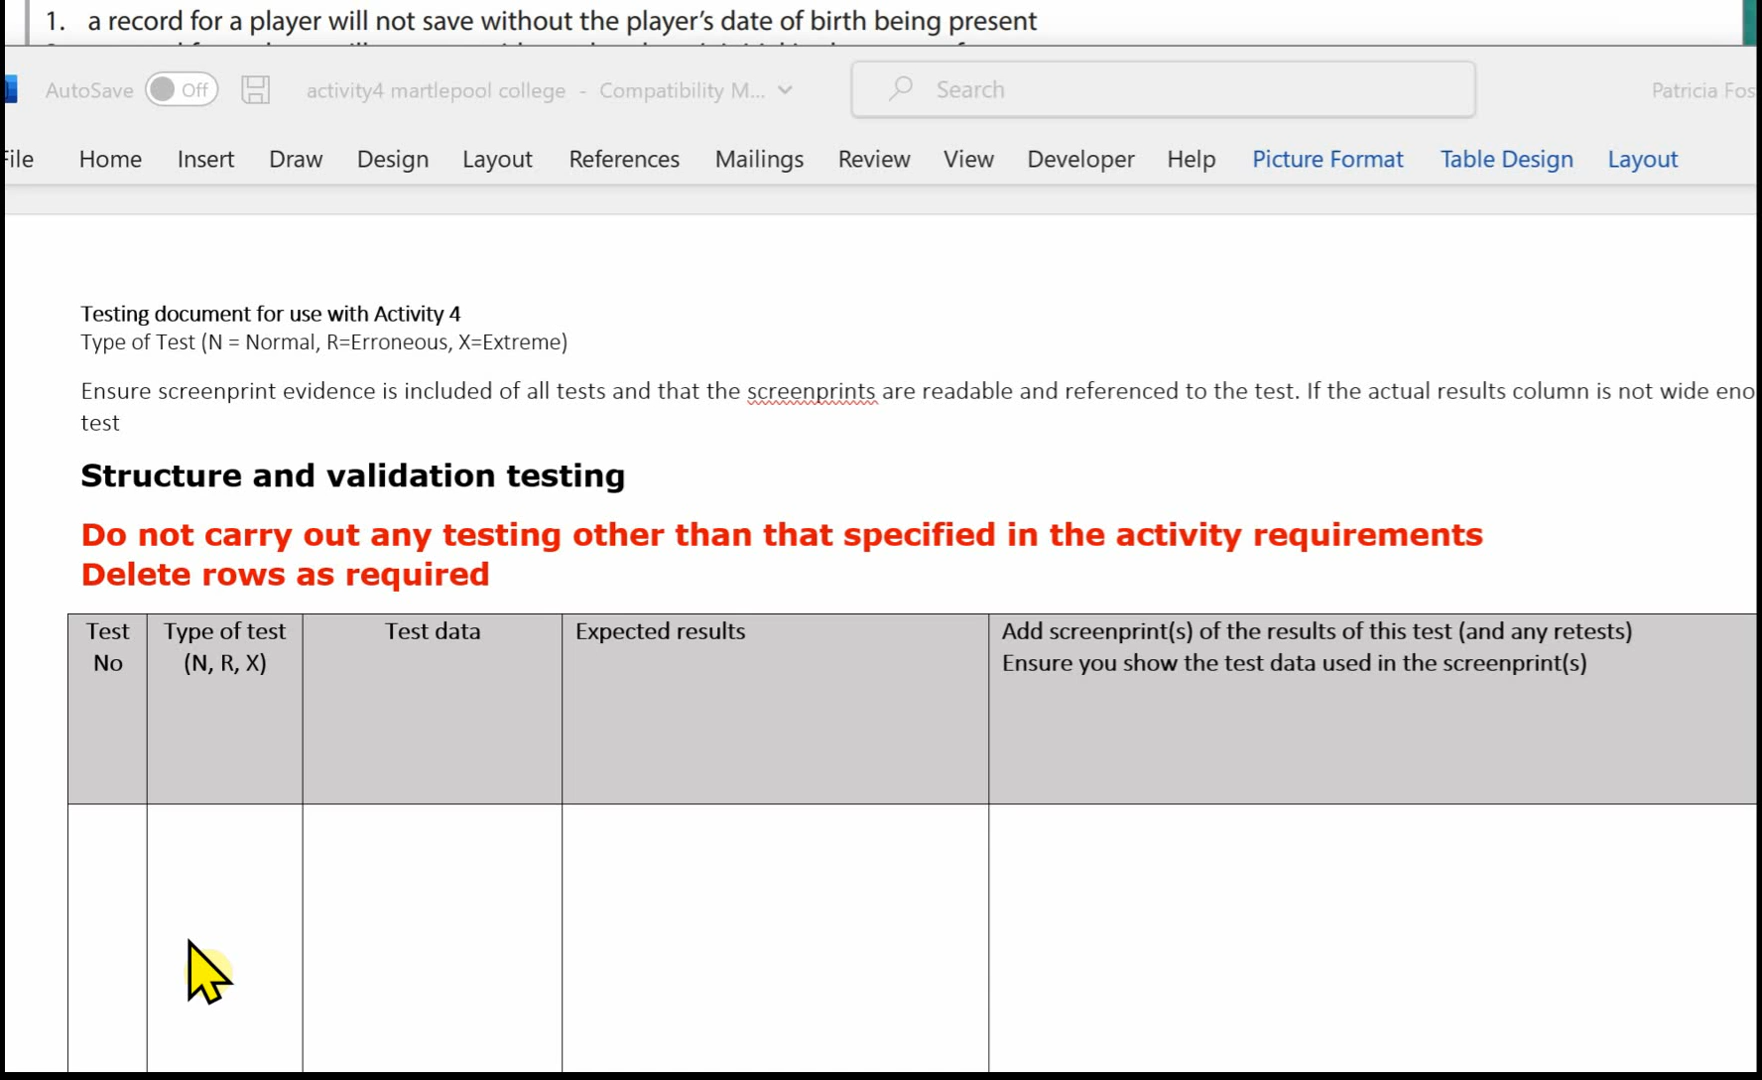 1. a record for a player will not save without the player's date of birth being present
AutoSave Off activity4 martlepool college - Compatibility M... Search Patricia Fos
File Home Insert Draw Design Layout References Mailings Review View Developer Help Picture Format Table Design Layout
Testing document for use with Activity 4
Type of Test (N = Normal, R=Erroneous, X=Extreme)
Ensure screenprint evidence is included of all tests and that the screenprints are readable and referenced to the test. If the actual results column is not wide eno
test
Structure and validation testing
Do not carry out any testing other than that specified in the activity requirements
Delete rows as required
Test No
Type of test (N, R, X)
Test data
Expected results
Add screenprint(s) of the results of this test (and any retests)
Ensure you show the test data used in the screenprint(s)